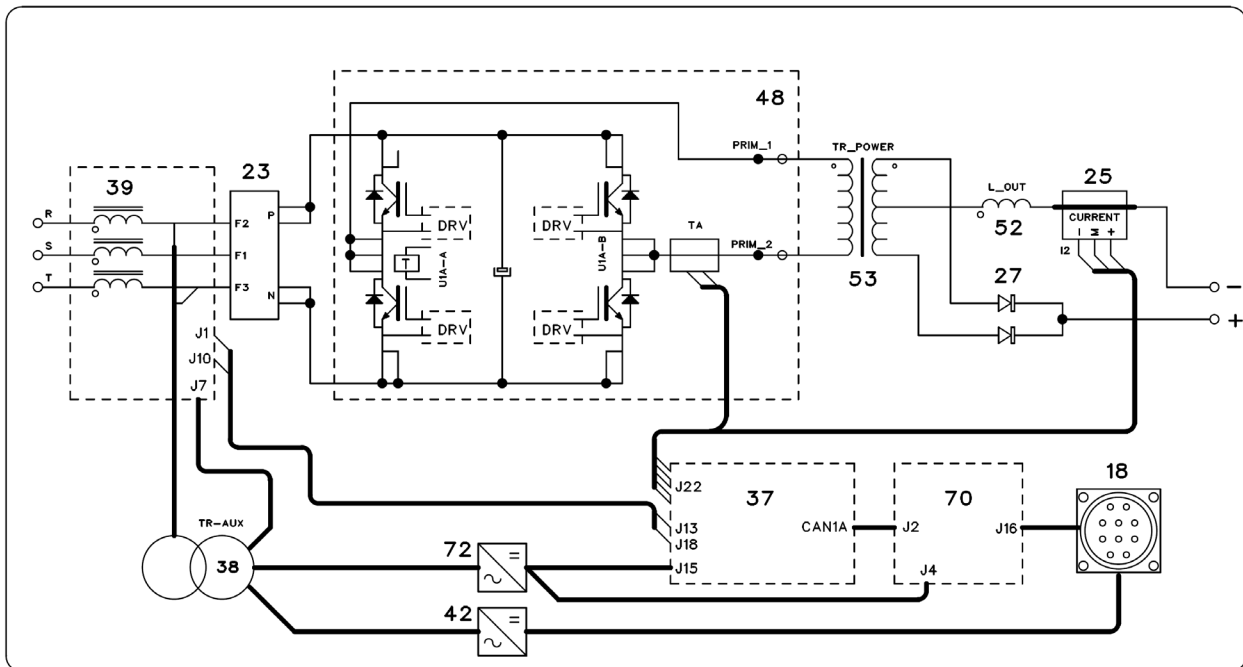 48
PRIM_1
TR_POWER
39
23
25
R
P
L_OUT
F2
CURRENT
DRV
DRV
TA
S
F1
T
U1A-A
U1A-B
PRIM_2
52
- M +
I2
T
F3
N
53
27
-
DRV
DRV
+
J1
J10
J7
J22
37
70
18
TR-AUX
J13
CAN1A
J2
J16
J18
72
=
~
38
J15
J4
42
=
~